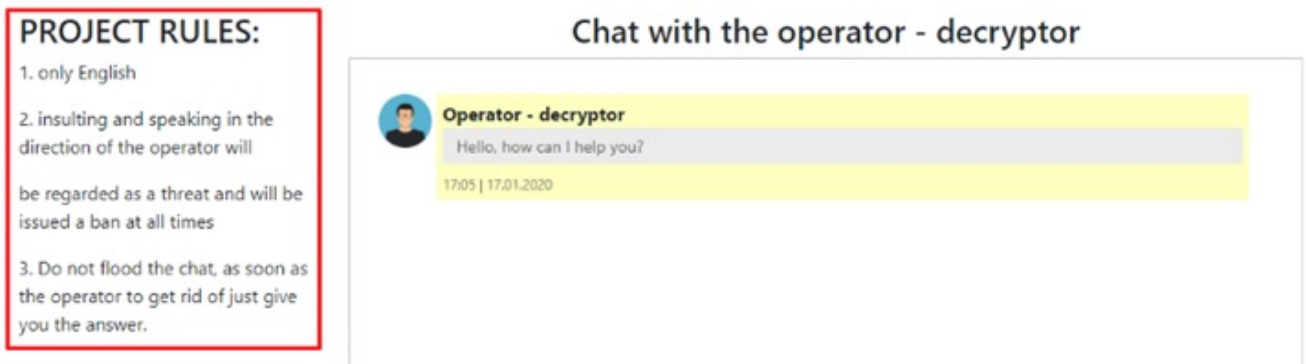 PROJECT RULES:
1. only English
2. insulting and speaking in the
direction of the operator will
be regarded as a threat and will be
issued a ban at all times
3. Do not flood the chat, as soon as
the operator to get rid of just give
you the answer.
Chat with the operator - decryptor
Operator - decryptor
Hello, how can I help you?
17:05 | 17.01.2020